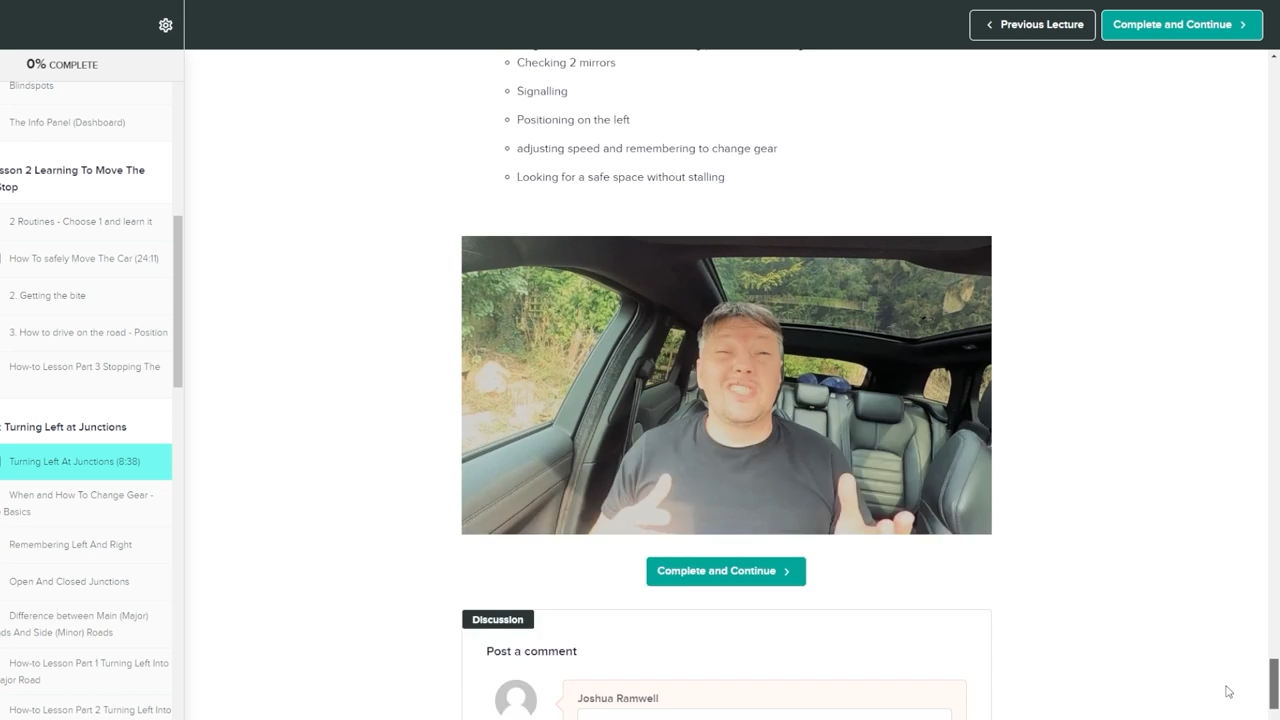 Previous Lecture
Complete and Continue
0% COMPLETE
Blindspots
The Info Panel (Dashboard)
sson 2 Learning To Move The
Stop
2 Routines - Choose 1 and learn it
How To safely Move The Car (24:11)
2. Getting the bite
3. How to drive on the road - Position
How-to Lesson Part 3 Stopping The
: Turning Left at Junctions
Turning Left At Junctions (8:38)
When and How To Change Gear -
Basics
Remembering Left And Right
Open And Closed Junctions
Difference between Main (Major)
ds And Side (Minor) Roads
How-to Lesson Part 1 Turning Left Into
ajor Road
How-to Lesson Part 2 Turning Left Into
Checking 2 mirrors
Signalling
Positioning on the left
adjusting speed and remembering to change gear
Looking for a safe space without stalling
Complete and Continue
Discussion
Post a comment
Joshua Ramwell